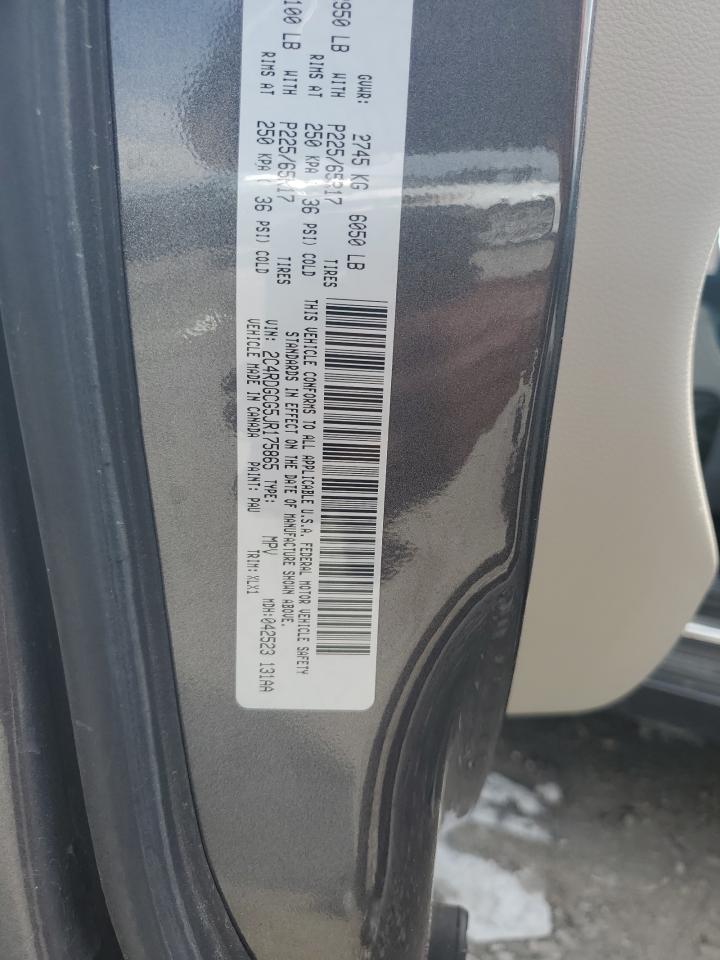 GVWR: 2745 KG 6050 LB
950 LB WITH P225/65R17 TIRES
RIMS AT 250 KPA ( 36 PSI) COLD
100 LB WITH P225/65R17 TIRES
RIMS AT 250 KPA ( 36 PSI) COLD
THIS VEHICLE CONFORMS TO ALL APPLICABLE U.S.A. FEDERAL MOTOR VEHICLE SAFETY
STANDARDS IN EFFECT ON THE DATE OF MANUFACTURE SHOWN ABOVE.
VIN: 2C4RDGCG5JR175865 TYPE: MPV MDH:042523 131AA
VEHICLE MADE IN CANADA PAINT: PAU TRIM: XLX1